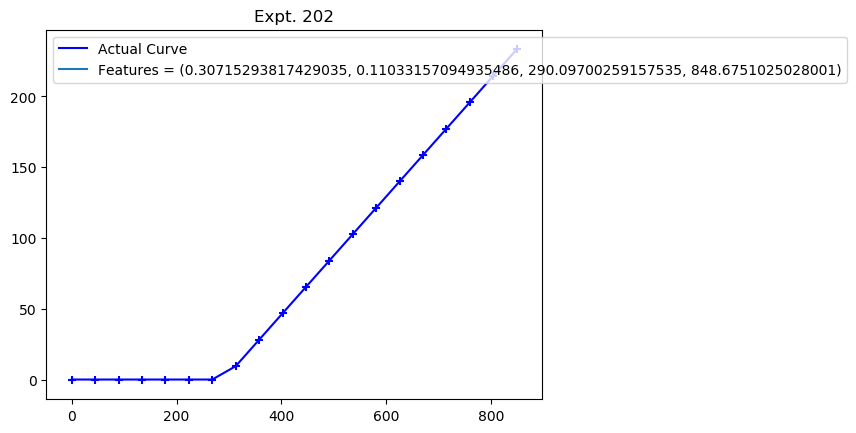 Expt. 202
Actual Curve
Features = (0.30715293817429035, 0.11033157094935486, 290.09700259157535, 848.6751025028001)
200
150
100
50
0
0 200 400 600 800